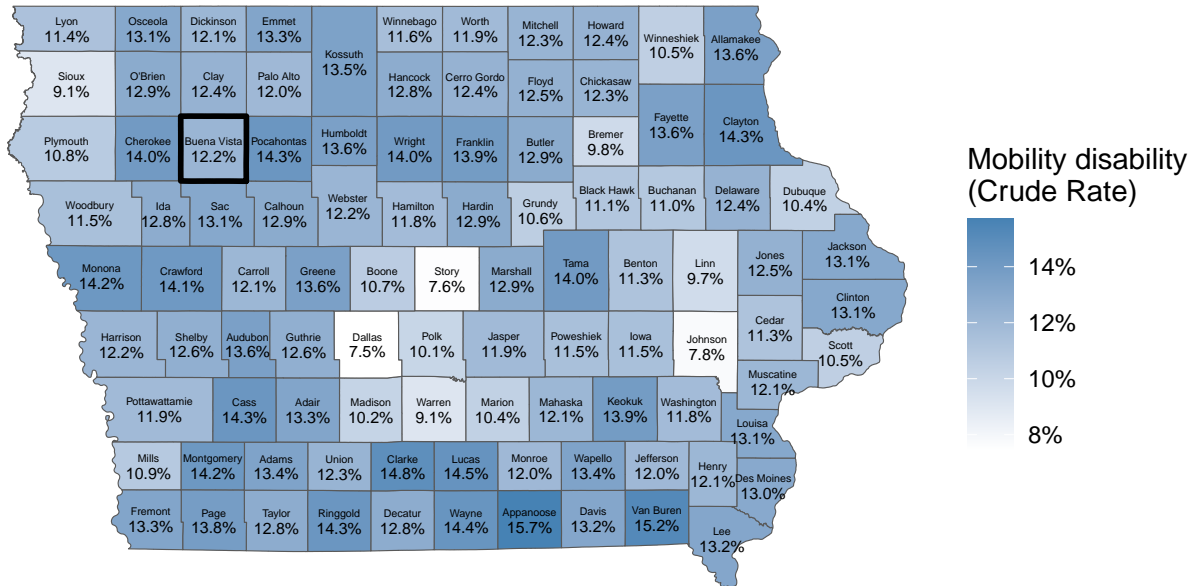 Lyon
11.4%
Osceola
13.1%
Dickinson
12.1%
Emmet
13.3%
Kossuth
13.5%
Winnebago
11.6%
Worth
11.9%
Mitchell
12.3%
Howard
12.4%
Winneshiek
10.5%
Allamakee
13.6%
Sioux
9.1%
O'Brien
12.9%
Clay
12.4%
Palo Alto
12.0%
Hancock
12.8%
Cerro Gordo
12.4%
Floyd
12.5%
Chickasaw
12.3%
Plymouth
10.8%
Cherokee
14.0%
Buena Vista
12.2%
Pocahontas
14.3%
Humboldt
13.6%
Wright
14.0%
Franklin
13.9%
Butler
12.9%
Bremer
9.8%
Fayette
13.6%
Clayton
14.3%
Woodbury
11.5%
Ida
12.8%
Sac
13.1%
Calhoun
12.9%
Webster
12.2%
Hamilton
11.8%
Hardin
12.9%
Grundy
10.6%
Black Hawk
11.1%
Buchanan
11.0%
Delaware
12.4%
Dubuque
10.4%
Monona
14.2%
Crawford
14.1%
Carroll
12.1%
Greene
13.6%
Boone
10.7%
Story
7.6%
Marshall
12.9%
Tama
14.0%
Benton
11.3%
Linn
9.7%
Jones
12.5%
Jackson
13.1%
Clinton
13.1%
Harrison
12.2%
Shelby
12.6%
Audubon
13.6%
Guthrie
12.6%
Dallas
7.5%
Polk
10.1%
Jasper
11.9%
Poweshiek
11.5%
Iowa
11.5%
Johnson
7.8%
Cedar
11.3%
Scott
10.5%
Muscatine
12.1%
Pottawattamie
11.9%
Cass
14.3%
Adair
13.3%
Madison
10.2%
Warren
9.1%
Marion
10.4%
Mahaska
12.1%
Keokuk
13.9%
Washington
11.8%
Louisa
13.1%
Mills
10.9%
Montgomery
14.2%
Adams
13.4%
Union
12.3%
Clarke
14.8%
Lucas
14.5%
Monroe
12.0%
Wapello
13.4%
Jefferson
12.0%
Henry
12.1%
Des Moines
13.0%
Fremont
13.3%
Page
13.8%
Taylor
12.8%
Ringgold
14.3%
Decatur
12.8%
Wayne
14.4%
Appanoose
15.7%
Davis
13.2%
Van Buren
15.2%
Lee
13.2%
Mobility disability
(Crude Rate)
14%
12%
10%
8%